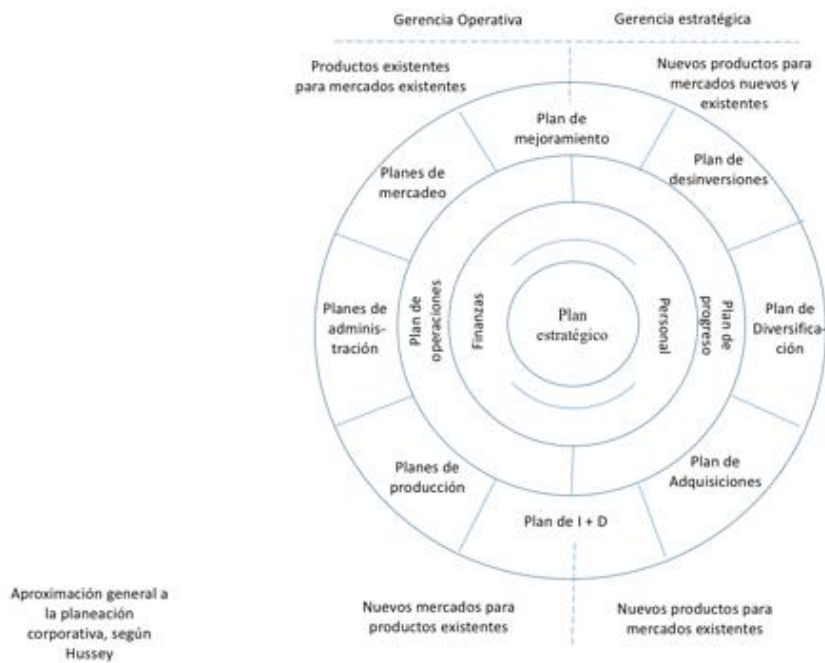 Gerencia Operativa
Gerencia estratégica
Productos existentes
para mercados existentes
Nuevos productos para
mercados nuevos y
existentes
Plan de
mejoramiento
Planes de
mercadeo
Plan de
desinversiones
Planes de
adminis-
tración
Plan de
operaciones
Finanzas
Plan
estratégico
Personal
Plan de
progreso
Plan de
Diversifica-
ción
Planes de
producción
Plan de
Adquisiciones
Plan de I + D
Nuevos mercados para
productos existentes
Nuevos productos para
mercados existentes
Aproximación general a
la planeación
corporativa, según
Hussey